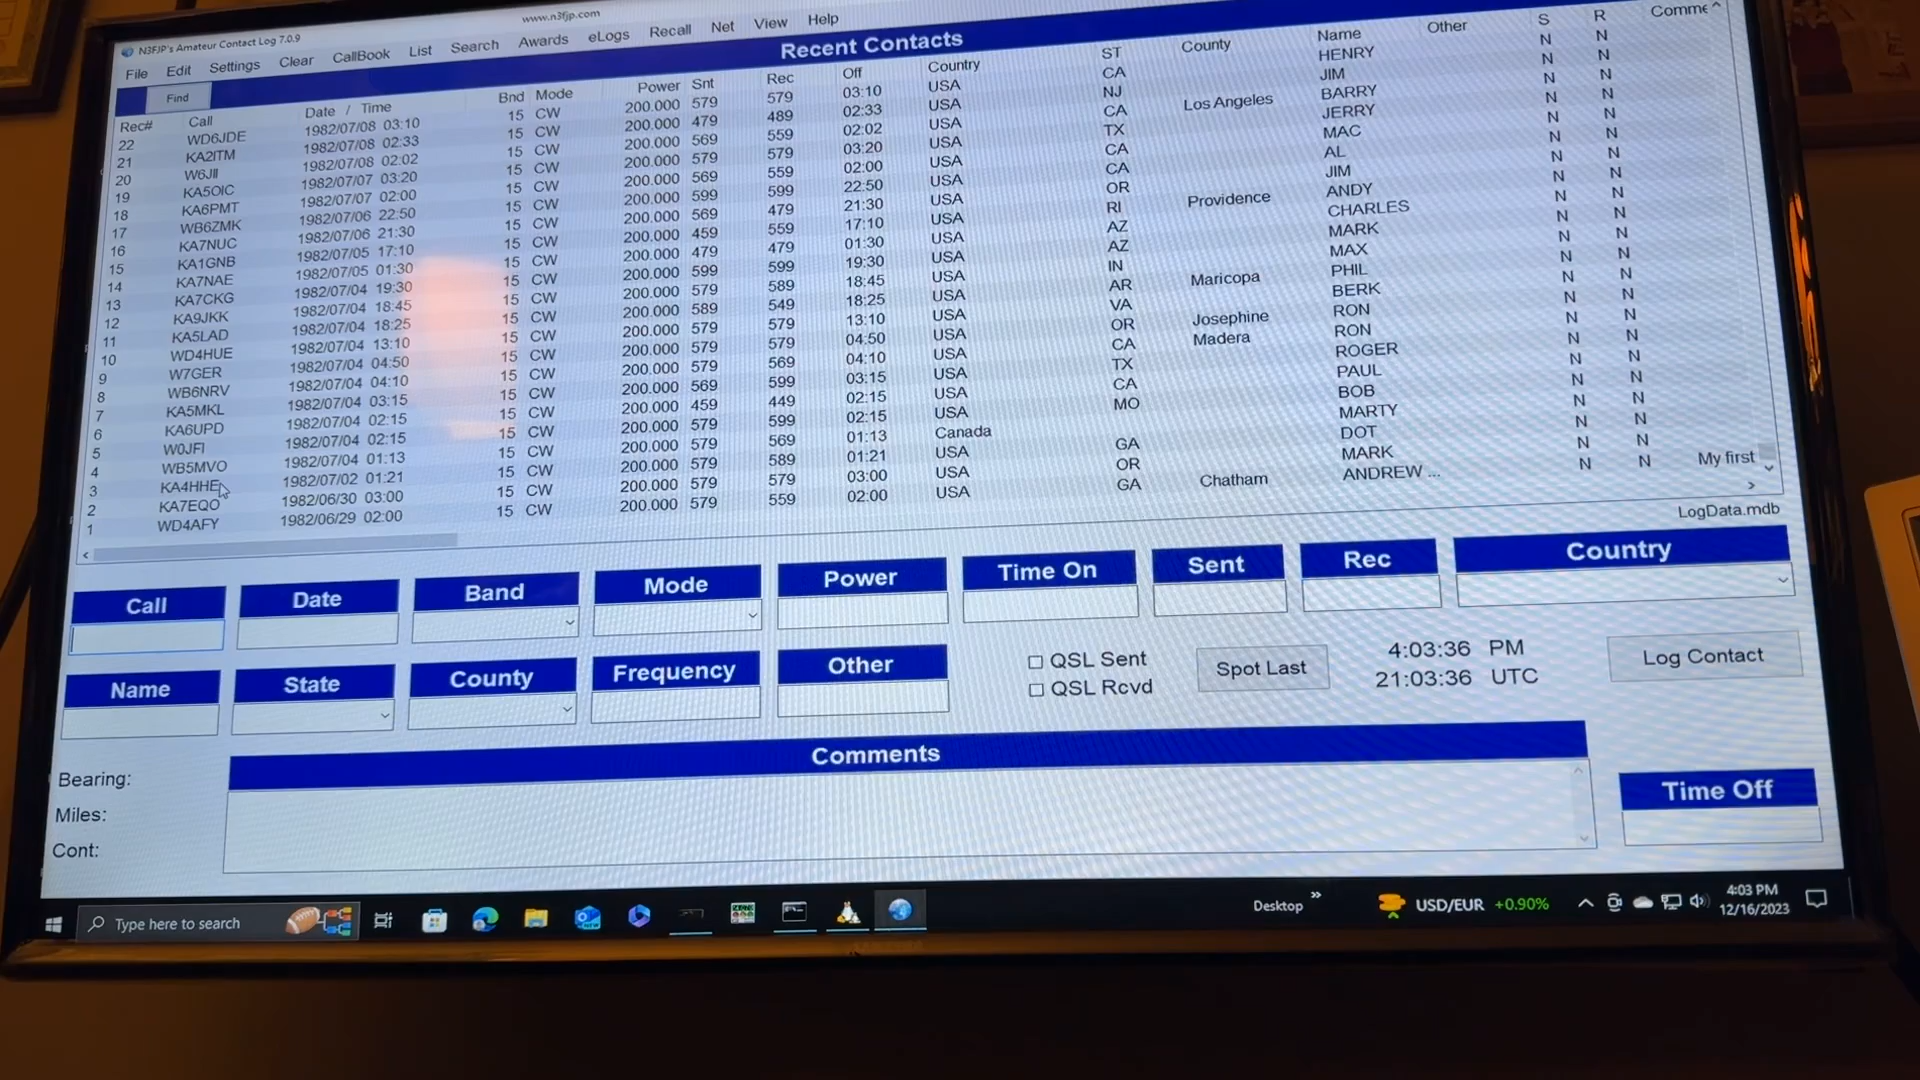 N3FJP's Amateur Contact Log 7.0.9 www.n3fjp.com
File Edit Settings Clear CallBook List Search Awards eLogs Recall Net View Help
Find Recent Contacts
Rec# Call Date / Time Bnd Mode Power Snt Rec Off Country ST County Name Other S R Comme
22 WD6JDE 1982/07/08 03:10 15 CW 200.000 579 579 03:10 USA CA HENRY N N
21 KA2ITM 1982/07/08 02:33 15 CW 200.000 479 489 02:33 USA NJ JIM N N
20 W6JII 1982/07/08 02:02 15 CW 200.000 569 559 02:02 USA CA Los Angeles BARRY N N
19 KA5OIC 1982/07/07 03:20 15 CW 200.000 579 579 03:20 USA TX JERRY N N
18 KA6PMT 1982/07/07 02:00 15 CW 200.000 569 559 02:00 USA CA MAC N N
17 WB6ZMK 1982/07/06 22:50 15 CW 200.000 599 599 22:50 USA CA AL N N
16 KA7NUC 1982/07/06 21:30 15 CW 200.000 569 479 21:30 USA OR JIM N N
15 KA1GNB 1982/07/05 17:10 15 CW 200.000 459 559 17:10 USA RI Providence ANDY N N
14 KA7NAE 1982/07/05 01:30 15 CW 200.000 479 479 01:30 USA AZ CHARLES N N
13 KA7CKG 1982/07/04 19:30 15 CW 200.000 599 599 19:30 USA AZ MARK N N
12 KA9JKK 1982/07/04 18:45 15 CW 200.000 579 589 18:45 USA IN MAX N N
11 KA5LAD 1982/07/04 18:25 15 CW 200.000 589 549 18:25 USA AR Maricopa PHIL N N
10 WD4HUE 1982/07/04 13:10 15 CW 200.000 579 579 13:10 USA VA BERK N N
9 W7GER 1982/07/04 04:50 15 CW 200.000 579 579 04:50 USA OR Josephine RON N N
8 WB6NRV 1982/07/04 04:10 15 CW 200.000 579 569 04:10 USA CA Madera RON N N
7 KA5MKL 1982/07/04 03:15 15 CW 200.000 569 599 03:15 USA TX ROGER N N
6 KA6UPD 1982/07/04 02:15 15 CW 200.000 459 449 02:15 USA CA PAUL N N
5 W0JFI 1982/07/04 02:15 15 CW 200.000 579 599 02:15 USA MO BOB N N
4 WB5MVO 1982/07/04 01:13 15 CW 200.000 579 569 01:13 Canada MARTY N N
3 KA4HHE 1982/07/02 01:21 15 CW 200.000 579 589 01:21 USA GA DOT N N
2 KA7EQO 1982/06/30 03:00 15 CW 200.000 579 579 03:00 USA OR MARK N N
1 WD4AFY 1982/06/29 02:00 15 CW 200.000 579 559 02:00 USA GA Chatham ANDREW ... N N My first
LogData.mdb
Call Date Band Mode Power Time On Sent Rec Country
Name State County Frequency Other
QSL Sent
QSL Rcvd
Spot Last
4:03:36 PM
21:03:36 UTC
Log Contact
Comments
Bearing:
Miles:
Cont:
Time Off
Type here to search
Desktop
USD/EUR +0.90%
4:03 PM
12/16/2023